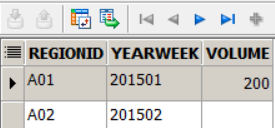 REGIONID YEARWEEK VOLUME
A01 201501 200
A02 201502